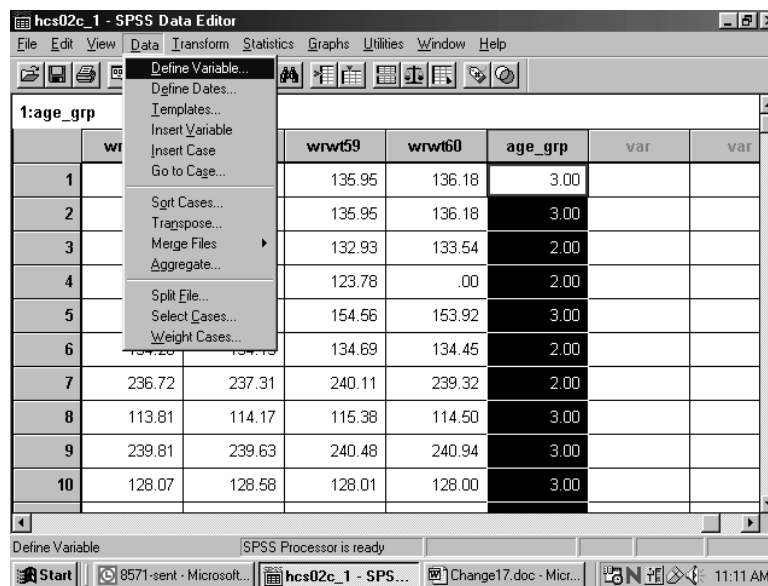 hcs02c_1 - SPSS Data Editor
File Edit View Data Transform Statistics Graphs Utilities Window Help
Define Variable...
Define Dates...
Templates...
Insert Variable
Insert Case
Go to Case...
Sort Cases...
Transpose...
Merge Files
Aggregate...
Split File...
Select Cases...
Weight Cases...
1:age_grp
wrwt59 wrwt60 age_grp var var
1 135.95 136.18 3.00
2 135.95 136.18 3.00
3 132.93 133.54 2.00
4 123.78 .00 2.00
5 154.56 153.92 3.00
6 134.69 134.45 2.00
7 236.72 237.31 240.11 239.32 2.00
8 113.81 114.17 115.38 114.50 3.00
9 239.81 239.63 240.48 240.94 3.00
10 128.07 128.58 128.01 128.00 3.00
Define Variable SPSS Processor is ready
Start 8571-sent - Microsoft... hcs02c_1 - SPS... Change17.doc - Micr... 11:11 AM